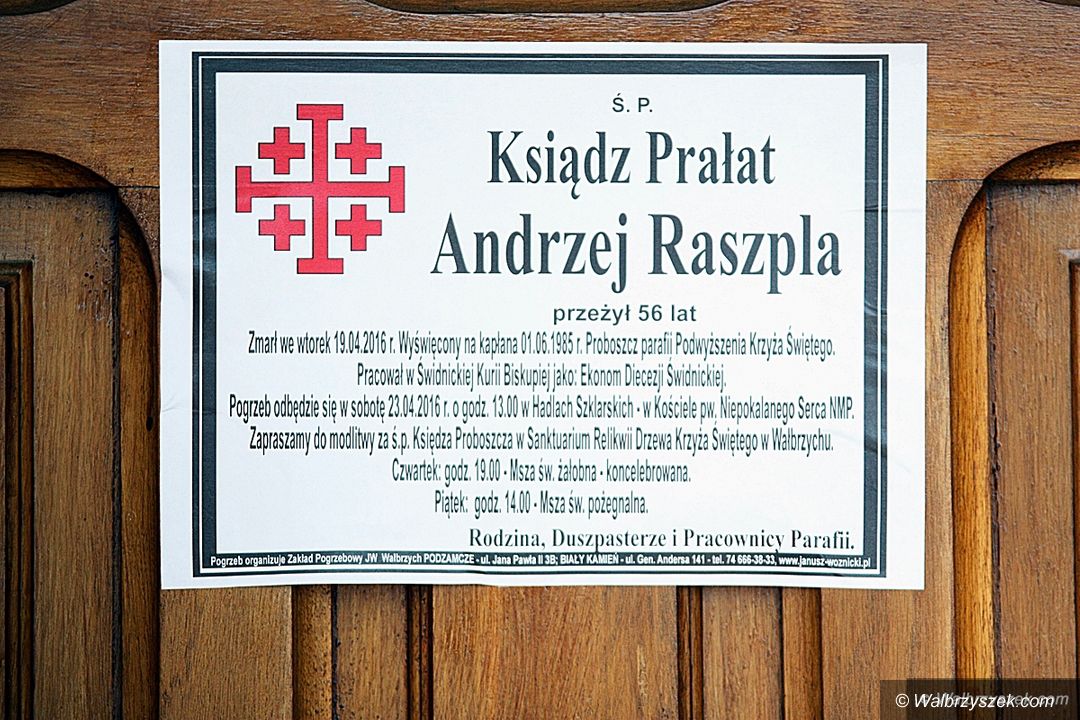 Ś. P.
Ksiądz Prałat
Andrzej Raszpla
przeżył 56 lat
Zmarł we wtorek 19.04.2016 r. Wyświęcony na kapłana 01.06.1985 r. Proboszcz parafii Podwyższenia Krzyża Świętego.
Pracował w Świdnickiej Kurii Biskupiej jako: Ekonom Diecezji Świdnickiej.
Pogrzeb odbędzie się w sobotę 23.04.2016 r. o godz. 13.00 w Hadlach Szklarskich - w Kościele pw, Niepokalanego Serca NMP.
Zapraszamy do modlitwy za ś.p. Księdza Proboszcza w Sanktuarium Relikwii Drzewa Krzyża Świętego w Wałbrzychu.
Czwartek: godz. 19.00 - Msza św. żałobna - koncelebrowana.
Piątek: godz. 14.00 - Msza św. pożegnalna.
Rodzina, Duszpasterze i Pracownicy Parafii.
Pogrzeb organizuje Zakład Pogrzebowy JW Wałbrzych PODZAMCZE - ul. Jana Pawła II 3B; BIAŁY KAMIEŃ - ul. Gen. Andersa 141 - tel. 74 666-38-33, www.janusz-woznicki.pl
© Walbrzyszek.com
© Walbrzyszek.com